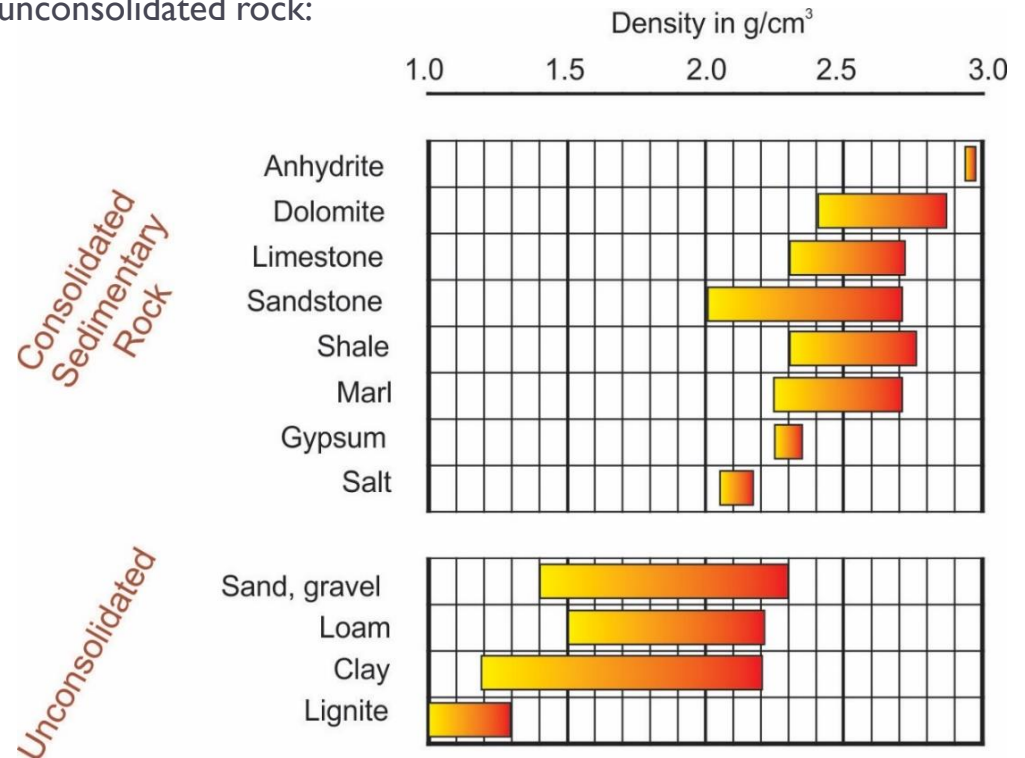 unconsolidated rock:
Density in g/cm³
1.0 1.5 2.0 2.5 3.0
Consolidated
Sedimentary
Rock
Anhydrite
Dolomite
Limestone
Sandstone
Shale
Marl
Gypsum
Salt
Unconsolidated
Sand, gravel
Loam
Clay
Lignite